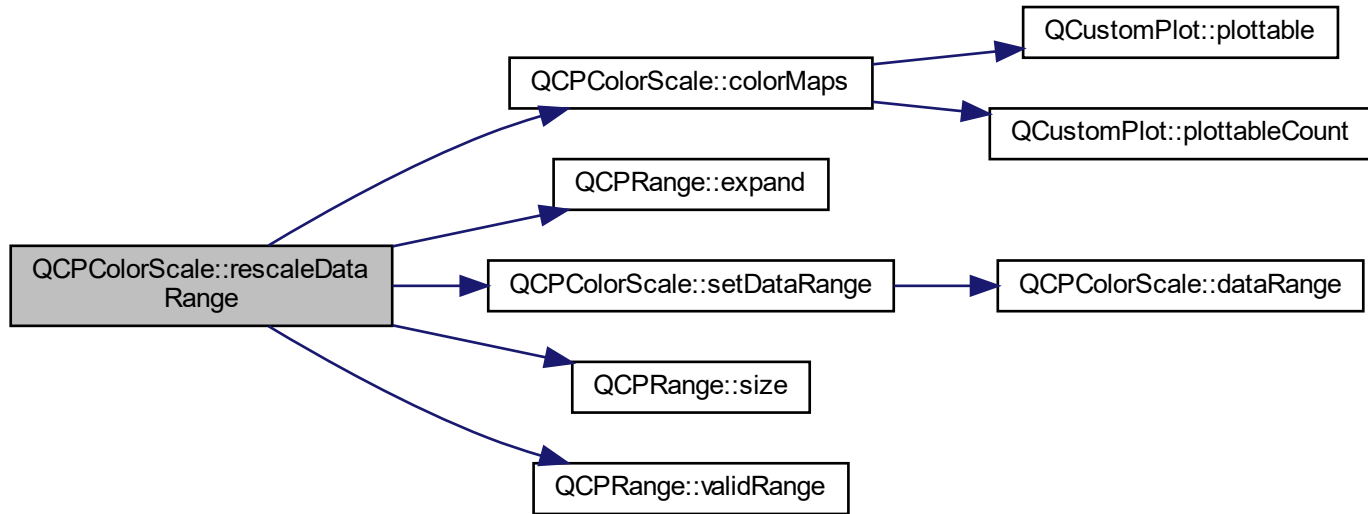 QCustomPlot::plottable
QCPColorScale::colorMaps
QCustomPlot::plottableCount
QCPRange::expand
QCPColorScale::rescaleData
Range
QCPColorScale::setDataRange
QCPColorScale::dataRange
QCPRange::size
QCPRange::validRange